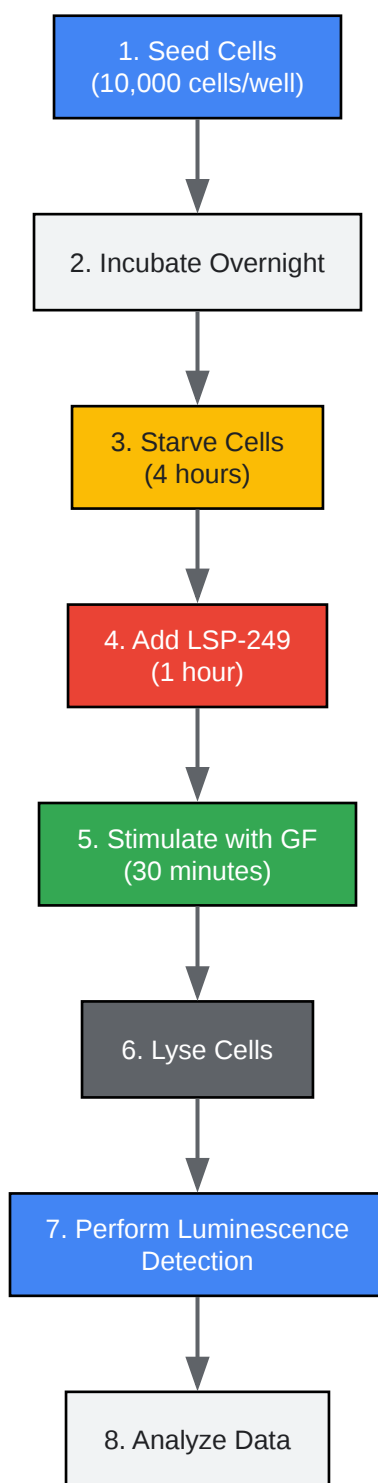 1. Seed Cells
(10,000 cells/well)
2. Incubate Overnight
3. Starve Cells
(4 hours)
4. Add LSP-249
(1 hour)
5. Stimulate with GF
(30 minutes)
6. Lyse Cells
7. Perform Luminescence
Detection
8. Analyze Data